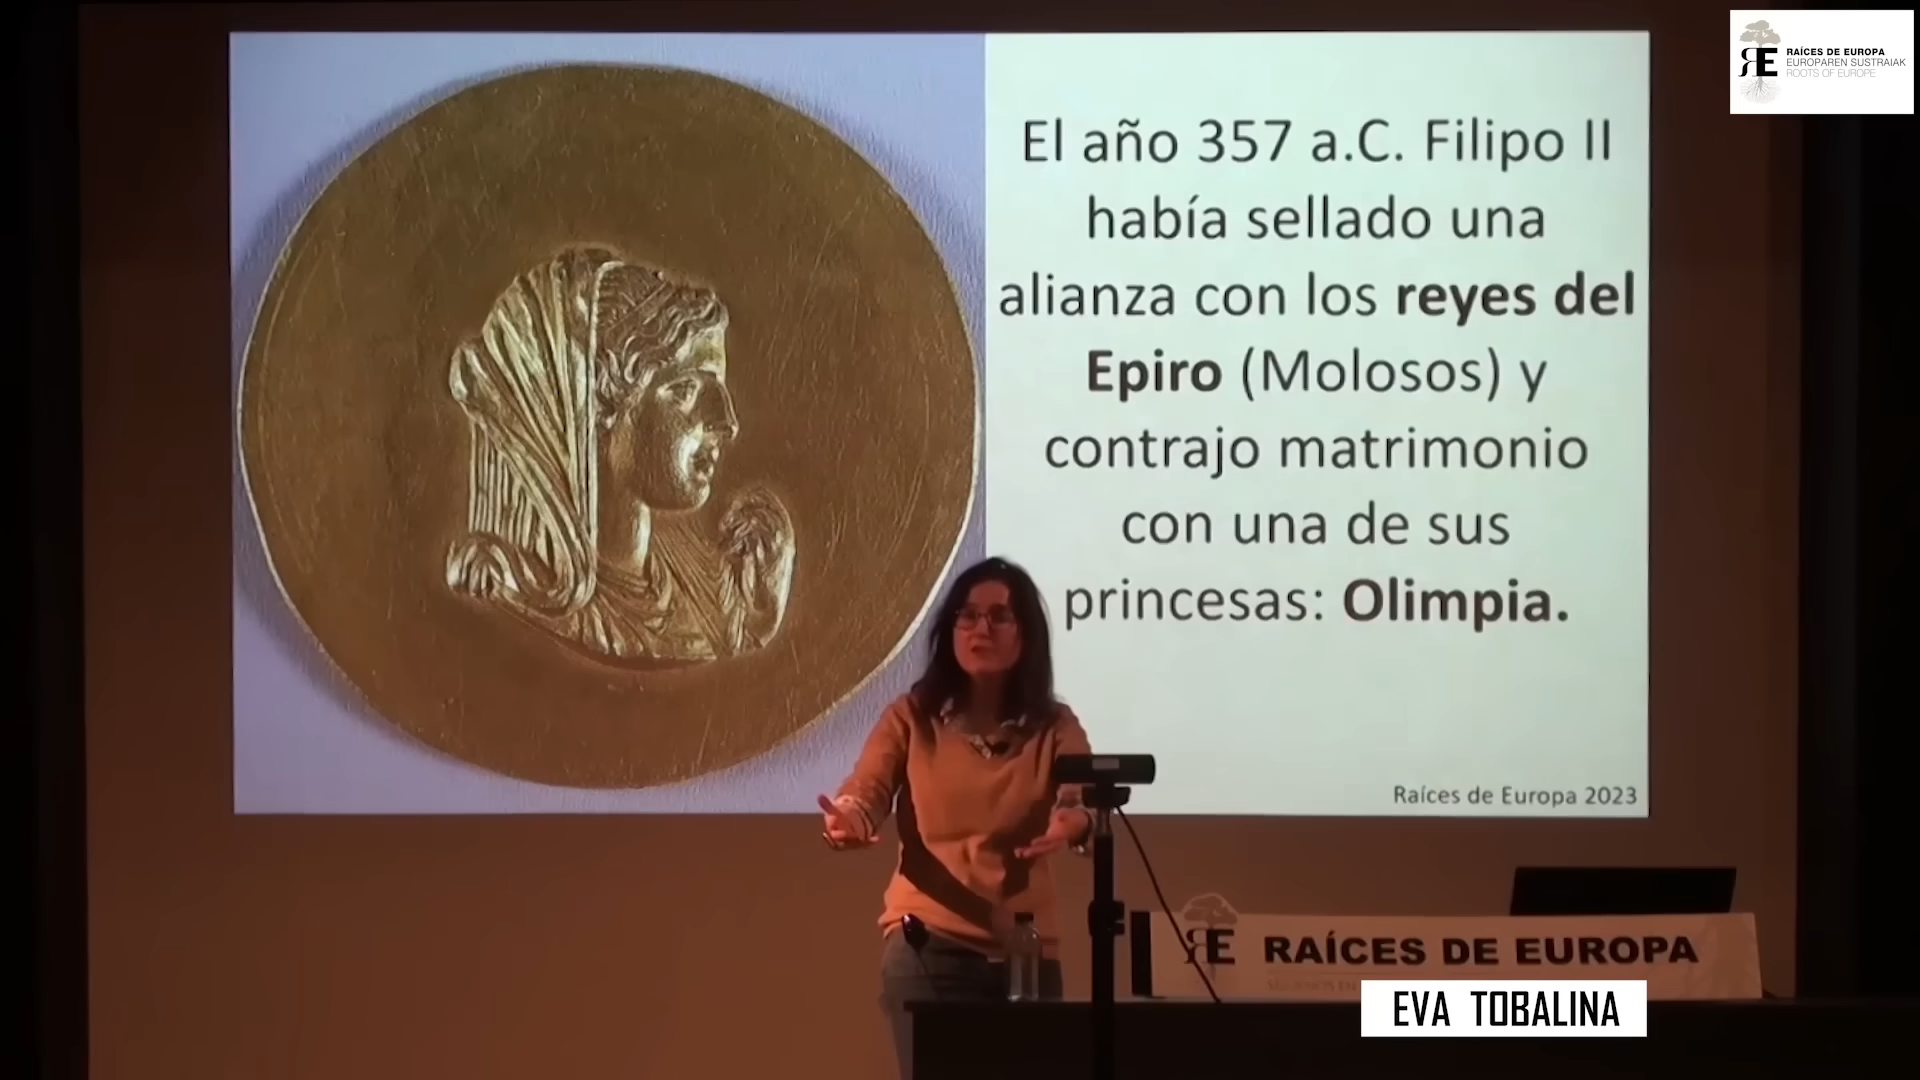 RAÍCES DE EUROPA
EUROPAREN SUSTRAIAK
ROOTS OF EUROPE
El año 357 a.C. Filipo II
había sellado una
alianza con los reyes del
Epiro (Molosos) y
contrajo matrimonio
con una de sus
princesas: Olimpia.
Raíces de Europa 2023
RE RAÍCES DE EUROPA
EVA TOBALINA